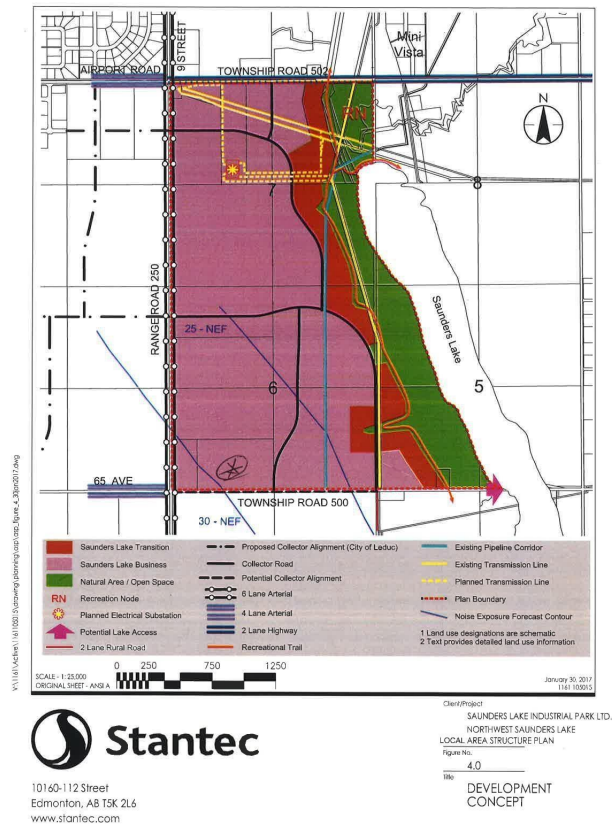 Mini
Vista
9 STREET
AIRPORT ROAD
TOWNSHIP ROAD 502
RN
N
8
RANGE ROAD 250
25 - NEF
Saunders Lake
6
5
65 AVE
TOWNSHIP ROAD 500
30 - NEF
Saunders Lake Transition
Saunders Lake Business
Natural Area / Open Space
RN Recreation Node
Planned Electrical Substation
Potential Lake Access
2 Lane Rural Road
Proposed Collector Alignment (City of Leduc)
Collector Road
Potential Collector Alignment
6 Lane Arterial
4 Lane Arterial
2 Lane Highway
Recreational Trail
Existing Pipeline Corridor
Existing Transmission Line
Planned Transmission Line
Plan Boundary
Noise Exposure Forecast Contour
1 Land use designations are schematic
2 Text provides detailed land use information
SCALE - 1: 25,000
ORIGINAL SHEET - ANSI A
0 250 750 1250
January 30, 2017
1161 105015
Stantec
10160-112 Street
Edmonton, AB T5K 2L6
www.stantec.com
Client/Project
SAUNDERS LAKE INDUSTRIAL PARK LTD.
NORTHWEST SAUNDERS LAKE
LOCAL AREA STRUCTURE PLAN
Figure No.
4.0
Title
DEVELOPMENT
CONCEPT